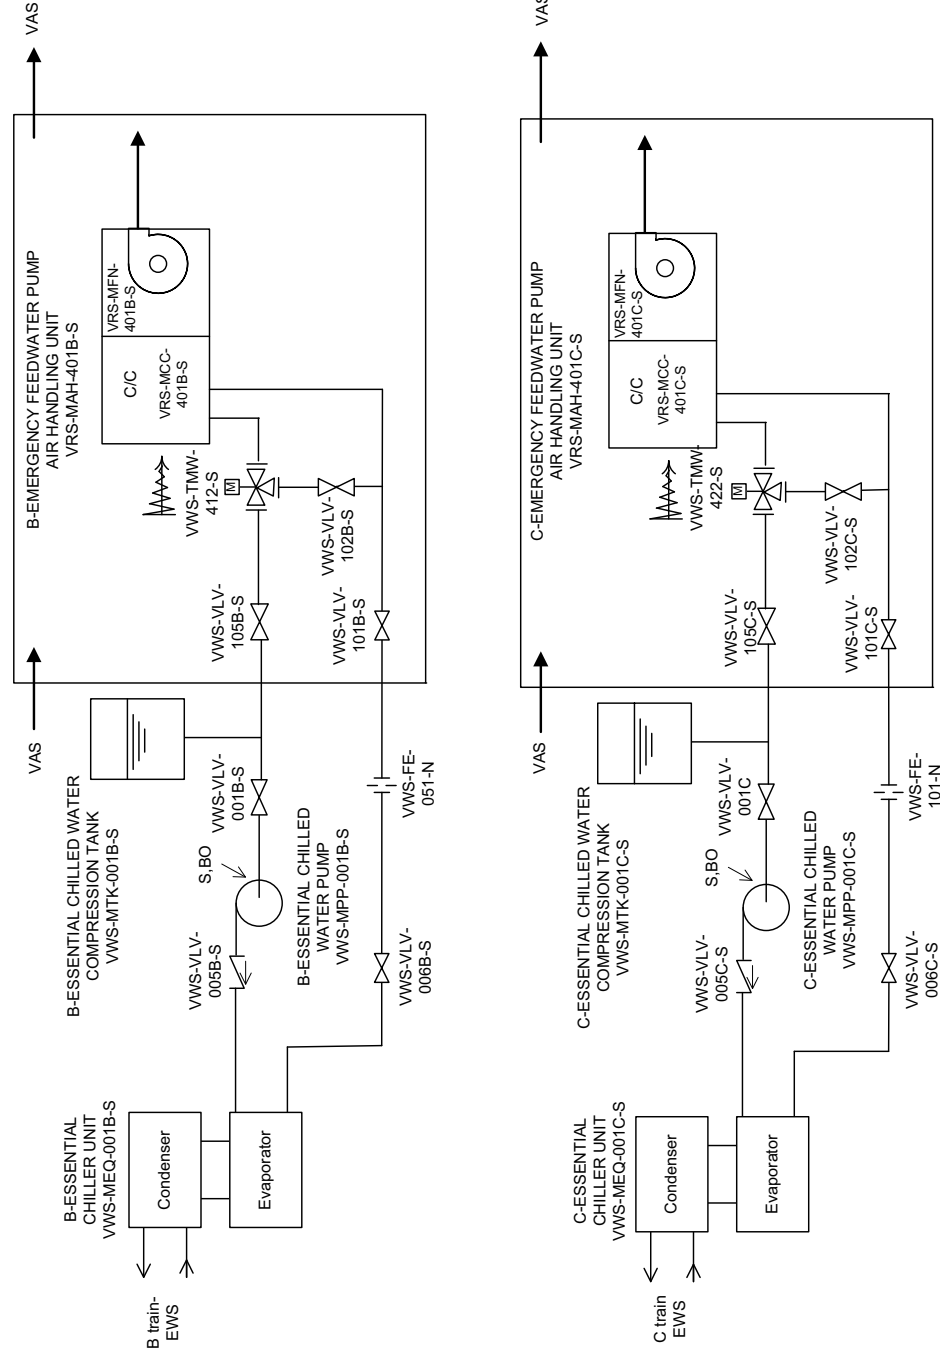 B-ESSENTIAL
CHILLER UNIT
VWS-MEQ-001B-S
Condenser
Evaporator
B train-
EWS
B-ESSENTIAL CHILLED WATER
COMPRESSION TANK
VWS-MTK-001B-S
VWS-VLV-
005B-S
S,BO
VWS-VLV-
001B-S
B-ESSENTIAL CHILLED
WATER PUMP
VWS-MPP-001B-S
VWS-VLV-
006B-S
VWS-FE-
051-N
VAS
B-EMERGENCY FEEDWATER PUMP
AIR HANDLING UNIT
VRS-MAH-401B-S
VWS-VLV-
105B-S
VWS-VLV-
101B-S
VWS-TMW-
412-S
M
VWS-VLV-
102B-S
C/C
VRS-MCC-
401B-S
VRS-MFN-
401B-S
VAS
C-ESSENTIAL
CHILLER UNIT
VWS-MEQ-001C-S
Condenser
Evaporator
C train
EWS
C-ESSENTIAL CHILLED WATER
COMPRESSION TANK
VWS-MTK-001C-S
VWS-VLV-
005C-S
S,BO
VWS-VLV-
001C
C-ESSENTIAL CHILLED
WATER PUMP
VWS-MPP-001C-S
VWS-VLV-
006C-S
VWS-FE-
101-N
VAS
C-EMERGENCY FEEDWATER PUMP
AIR HANDLING UNIT
VRS-MAH-401C-S
VWS-VLV-
105C-S
VWS-VLV-
101C-S
VWS-TMW-
422-S
M
VWS-VLV-
102C-S
C/C
VRS-MCC-
401C-S
VRS-MFN-
401C-S
VAS